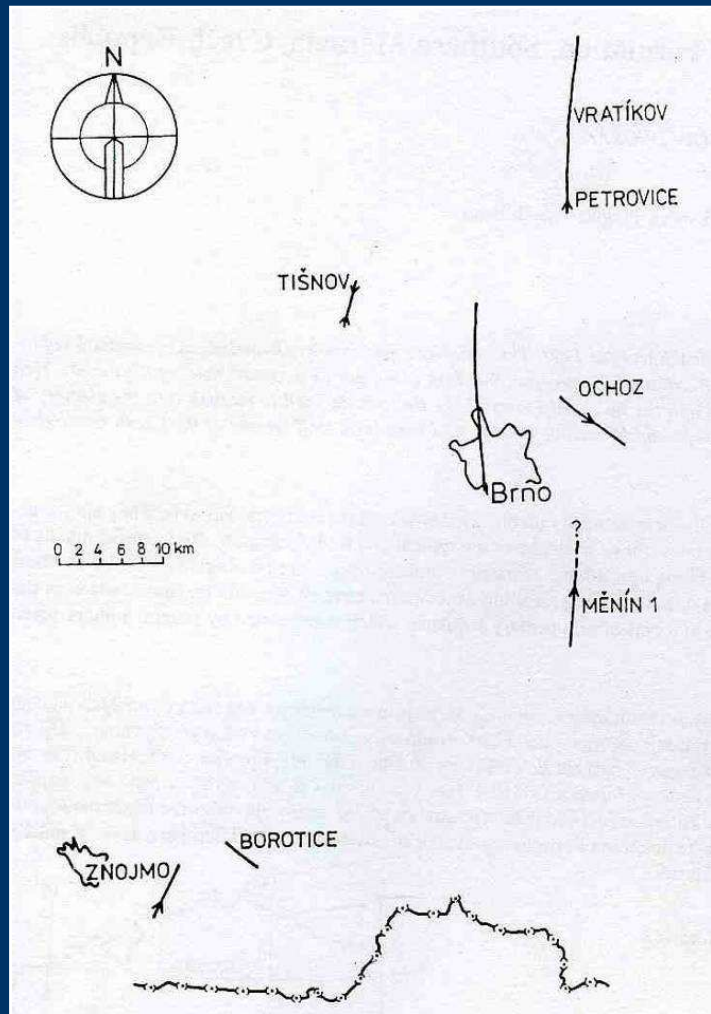 N
VRATÍKOV
PETROVICE
TIŠNOV
OCHOZ
Brno
0 2 4 6 8 10 km
?
MĚNÍN 1
BOROTICE
ZNOJMO